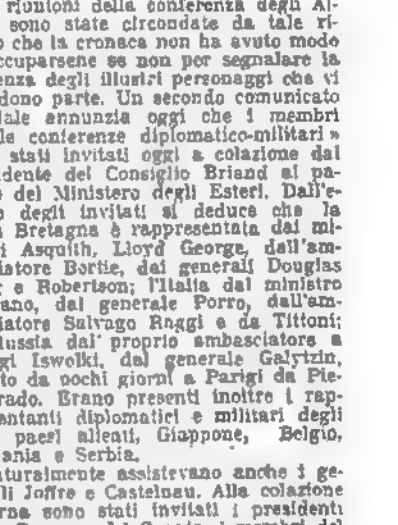 riunioni della conferenza degli Al-
sono state circondate da tale ri-
che la cronaca non ha avuto modo
ccuparsene se non per segnalare la
enza degli illustri personaggi che vi
dono parte. Un secondo comunicato
iale annunzia oggi che i membri
le conferenze diplomatico-militari »
stati invitati oggi a colazione dal
idente del Consiglio Briand al pa-
del Ministero degli Esteri. Dall'e-
degli invitati si deduce che la
Bretagna è rappresentata dai mi-
i Asquith, Lloyd George, dall'am-
iatore Bertie, dai generali Douglas
e Robertson; l'Italia dal ministro
ano, dal generale Porro, dall'am-
iatore Salvago Raggi e da Tittoni;
ussia dal proprio ambasciatore a
gi Iswolki, dal generale Galytzin,
to da pochi giorni a Parigi da Pie-
rado. Erano presenti inoltre i rap-
entanti diplomatici e militari degli
paesi alleati, Giappone, Belgio,
ania e Serbia.
aturalmente assistevano anche i ge-
li Joffre e Castelnau. Alla colazione
rna sono stati invitati i presidenti